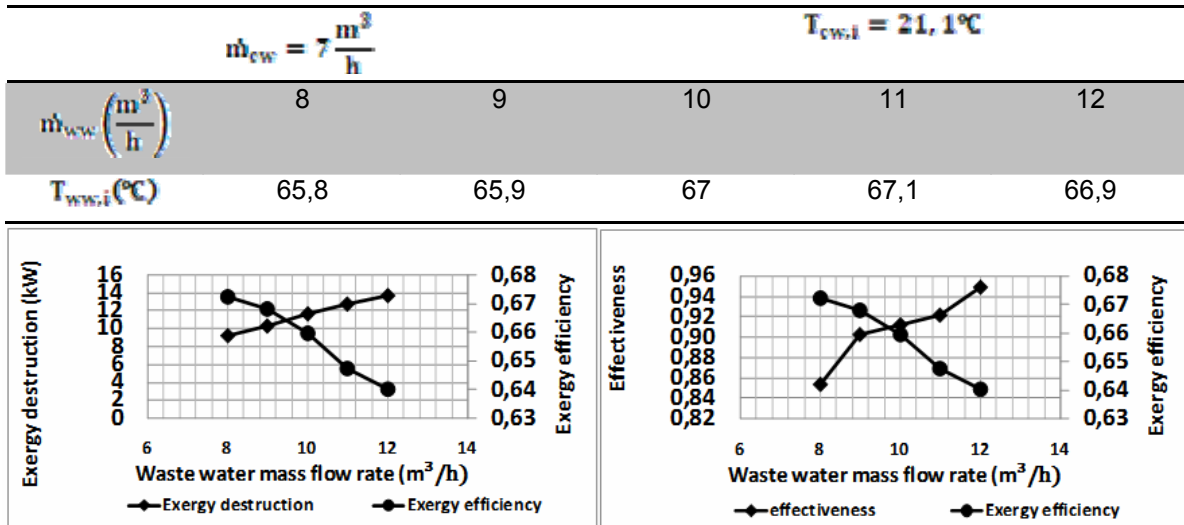 ṁcw = 7 m³/h
Tcw,i = 21, 1℃
ṁww (m³/h) 8 9 10 11 12
Tww,i(℃) 65,8 65,9 67 67,1 66,9
Exergy destruction (kW)
16
14
12
10
8
6
4
2
0
0,68
0,67
0,66
0,65
0,64
0,63
Exergy efficiency
6 8 10 12 14
Waste water mass flow rate (m³/h)
Exergy destruction Exergy efficiency
Effectiveness
0,96
0,94
0,92
0,90
0,88
0,86
0,84
0,82
0,68
0,67
0,66
0,65
0,64
0,63
Exergy efficiency
6 8 10 12 14
Waste water mass flow rate (m³/h)
effectiveness Exergy efficiency